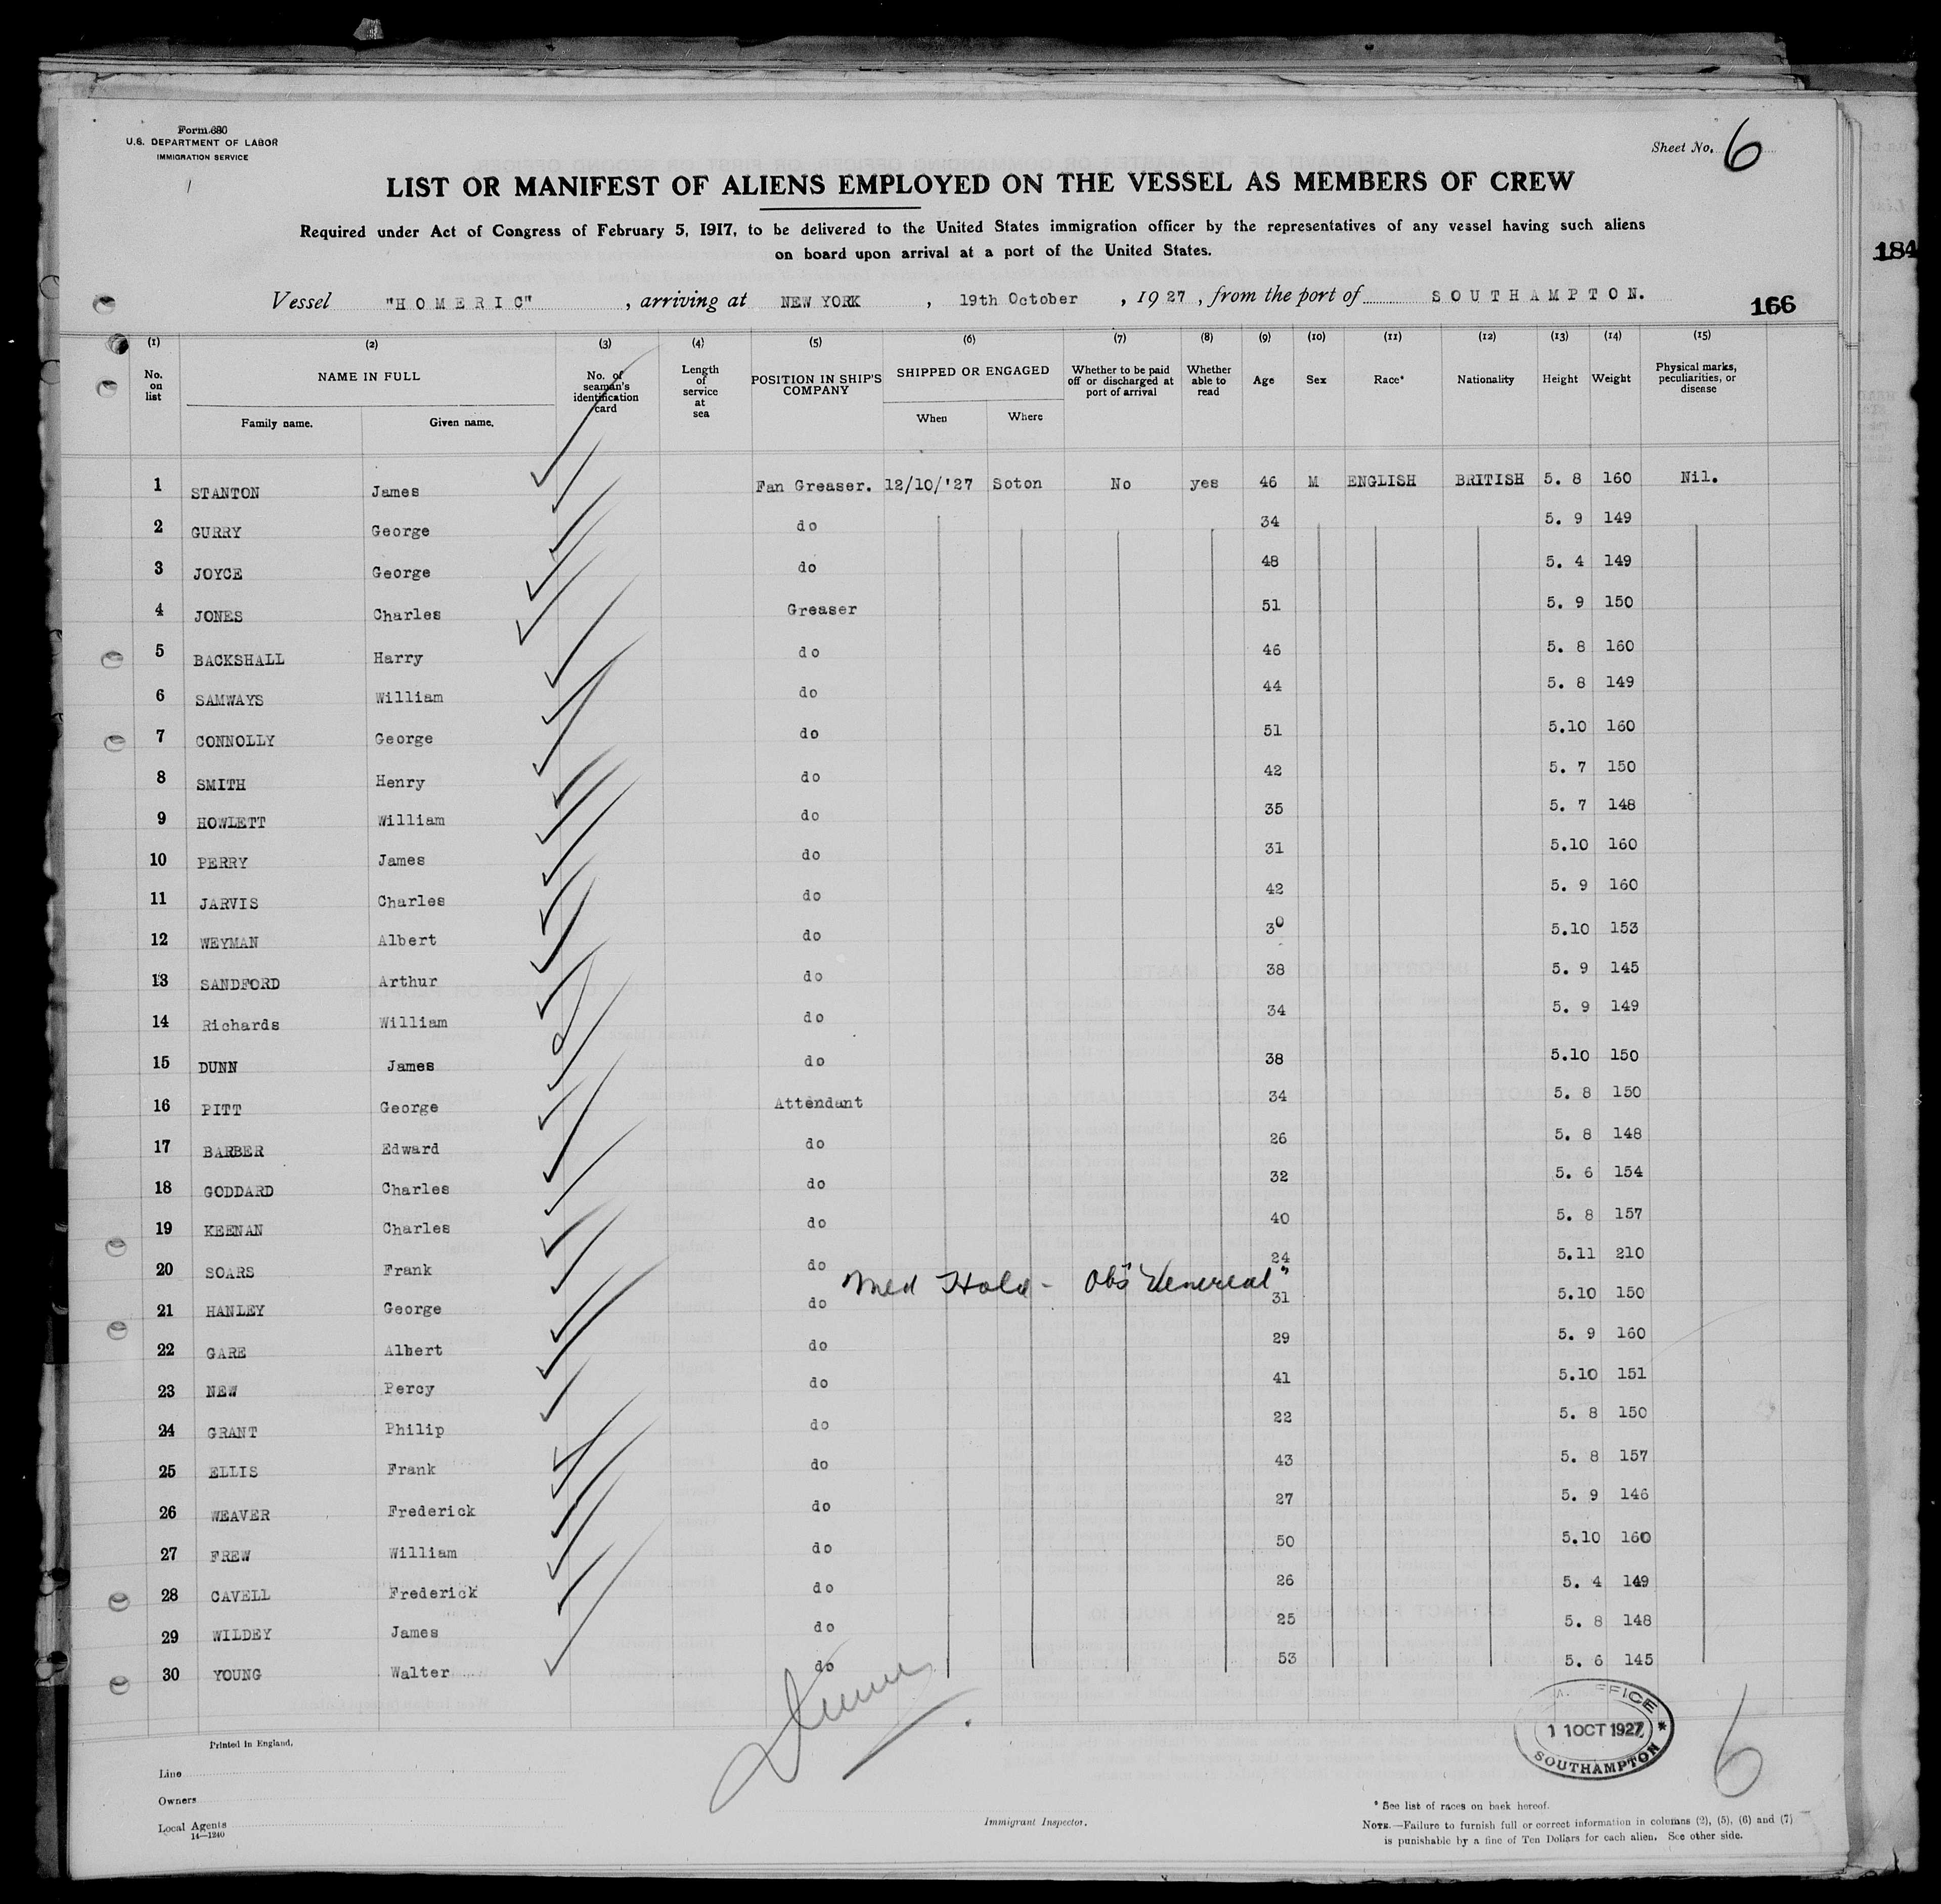 Form 680
U.S. DEPARTMENT OF LABOR
IMMIGRATION SERVICE
Sheet No. 6
LIST OR MANIFEST OF ALIENS EMPLOYED ON THE VESSEL AS MEMBERS OF CREW
Required under Act of Congress of February 5, 1917, to be delivered to the United States immigration officer by the representatives of any vessel having such aliens
on board upon arrival at a port of the United States.
184
Vessel "HOMERIC", arriving at NEW YORK, 19th October, 1927, from the port of SOUTHAMPTON.
166
(1) (2) (3) (4) (5) (6) (7) (8) (9) (10) (11) (12) (13) (14) (15)
No. on list NAME IN FULL Family name. Given name. No. of seaman's identification card Length of service at sea POSITION IN SHIP'S COMPANY SHIPPED OR ENGAGED When Where Whether to be paid off or discharged at port of arrival Whether able to read Age Sex Race* Nationality Height Weight Physical marks, peculiarities, or disease
1 STANTON James Fan Greaser. 12/10/'27 Soton No yes 46 M ENGLISH BRITISH 5. 8 160 Nil.
2 GURRY George do 34 5. 9 149
3 JOYCE George do 48 5. 4 149
4 JONES Charles Greaser 51 5. 9 150
5 BACKSHALL Harry do 46 5. 8 160
6 SAMWAYS William do 44 5. 8 149
7 CONNOLLY George do 51 5.10 160
8 SMITH Henry do 42 5. 7 150
9 HOWLETT William do 35 5. 7 148
10 PERRY James do 31 5.10 160
11 JARVIS Charles do 42 5. 9 160
12 WEYMAN Albert do 30 5.10 153
13 SANDFORD Arthur do 38 5. 9 145
14 Richards William do 34 5. 9 149
15 DUNN James do 38 5.10 150
16 PITT George Attendant 34 5. 8 150
17 BARBER Edward do 26 5. 8 148
18 GODDARD Charles do 32 5. 6 154
19 KEENAN Charles do 40 5. 8 157
20 SOARS Frank do 24 5.11 210
Med Hold - Obs "Venereal"
21 HANLEY George do 31 5.10 150
22 GARE Albert do 29 5. 9 160
23 NEW Percy do 41 5.10 151
24 GRANT Philip do 22 5. 8 150
25 ELLIS Frank do 43 5. 8 157
26 WEAVER Frederick do 27 5. 9 146
27 FREW William do 50 5.10 160
28 CAVELL Frederick do 26 5. 4 149
29 WILDEY James do 25 5. 8 148
30 YOUNG Walter do 53 5. 6 145
OFFICE
11 OCT 1927
SOUTHAMPTON
6
Printed in England.
Line
Owners
Local Agents
14—1240
Immigrant Inspector.
* See list of races on back hereof.
NOTE.—Failure to furnish full or correct information in columns (2), (5), (6) and (7)
is punishable by a fine of Ten Dollars for each alien. See other side.